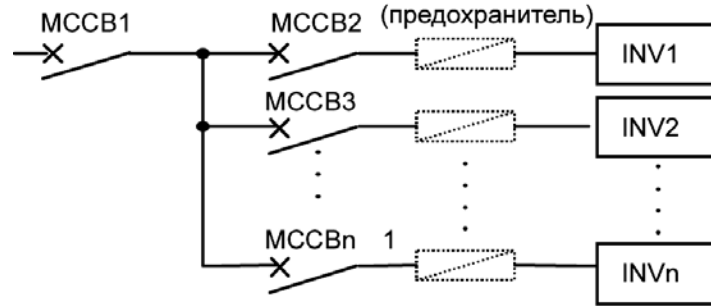 MCCB1
MCCB2
(предохранитель)
INV1
MCCB3
INV2
MCCBn 1
INVn